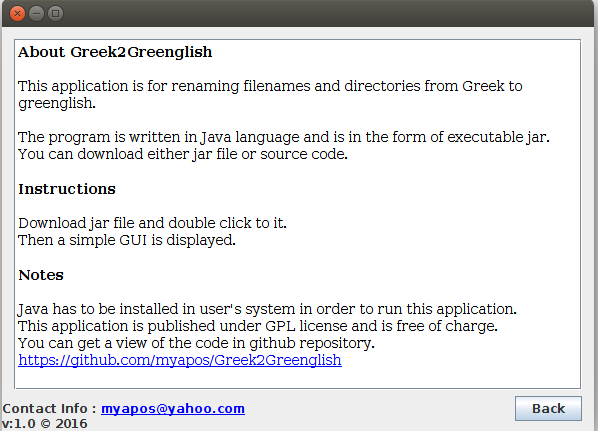 About Greek2Greenglish
This application is for renaming filenames and directories from Greek to
greenglish.
The program is written in Java language and is in the form of executable jar.
You can download either jar file or source code.
Instructions
Download jar file and double click to it.
Then a simple GUI is displayed.
Notes
Java has to be installed in user's system in order to run this application.
This application is published under GPL license and is free of charge.
You can get a view of the code in github repository.
https://github.com/myapos/Greek2Greenglish
Contact Info : myapos@yahoo.com
Back
v:1.0 © 2016